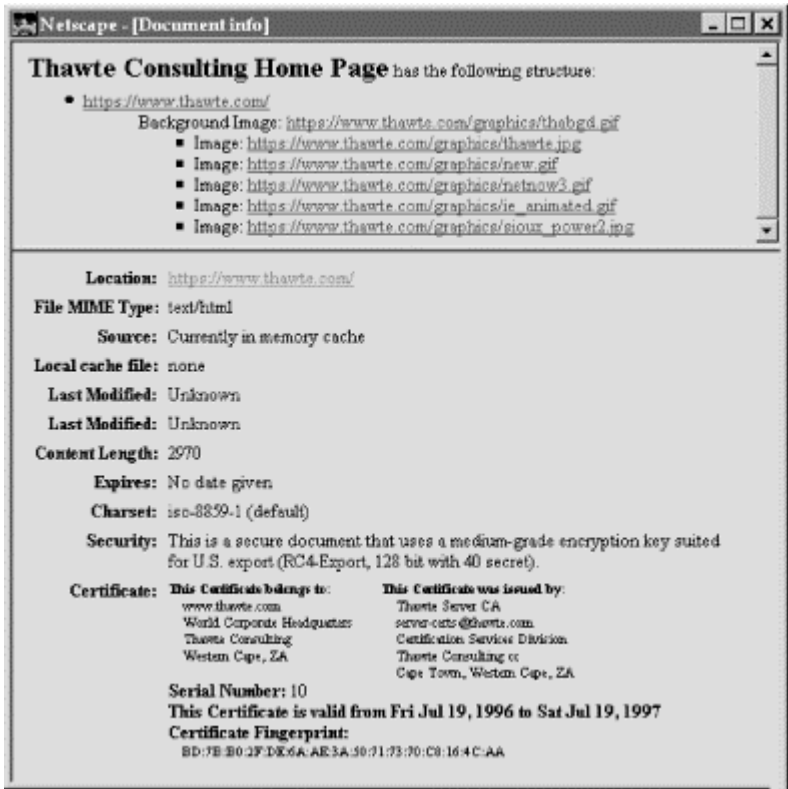 Netscape - [Document info]
Thawte Consulting Home Page has the following structure:
https://www.thawte.com/
Background Image: https://www.thawte.com/graphics/thabgd.gif
Image: https://www.thawte.com/graphics/thawte.jpg
Image: https://www.thawte.com/graphics/new.gif
Image: https://www.thawte.com/graphics/netnow3.gif
Image: https://www.thawte.com/graphics/ie_animated.gif
Image: https://www.thawte.com/graphics/sioux_power2.jpg
Location: https://www.thawte.com/
File MIME Type: text/html
Source: Currently in memory cache
Local cache file: none
Last Modified: Unknown
Last Modified: Unknown
Content Length: 2970
Expires: No date given
Charset: iso-8859-1 (default)
Security: This is a secure document that uses a medium-grade encryption key suited
for U.S. export (RC4-Export, 128 bit with 40 secret).
Certificate: This Certificate belongs to: This Certificate was issued by:
www.thawte.com Thawte Server CA
World Corporate Headquarters server-certs@thawte.com
Thawte Consulting Certification Services Division
Western Cape, ZA Thawte Consulting cc
Cape Town, Western Cape, ZA
Serial Number: 10
This Certificate is valid from Fri Jul 19, 1996 to Sat Jul 19, 1997
Certificate Fingerprint:
BD:7B:B0:2F:DE:6A:AE:3A:50:71:73:70:C8:16:4C:AA